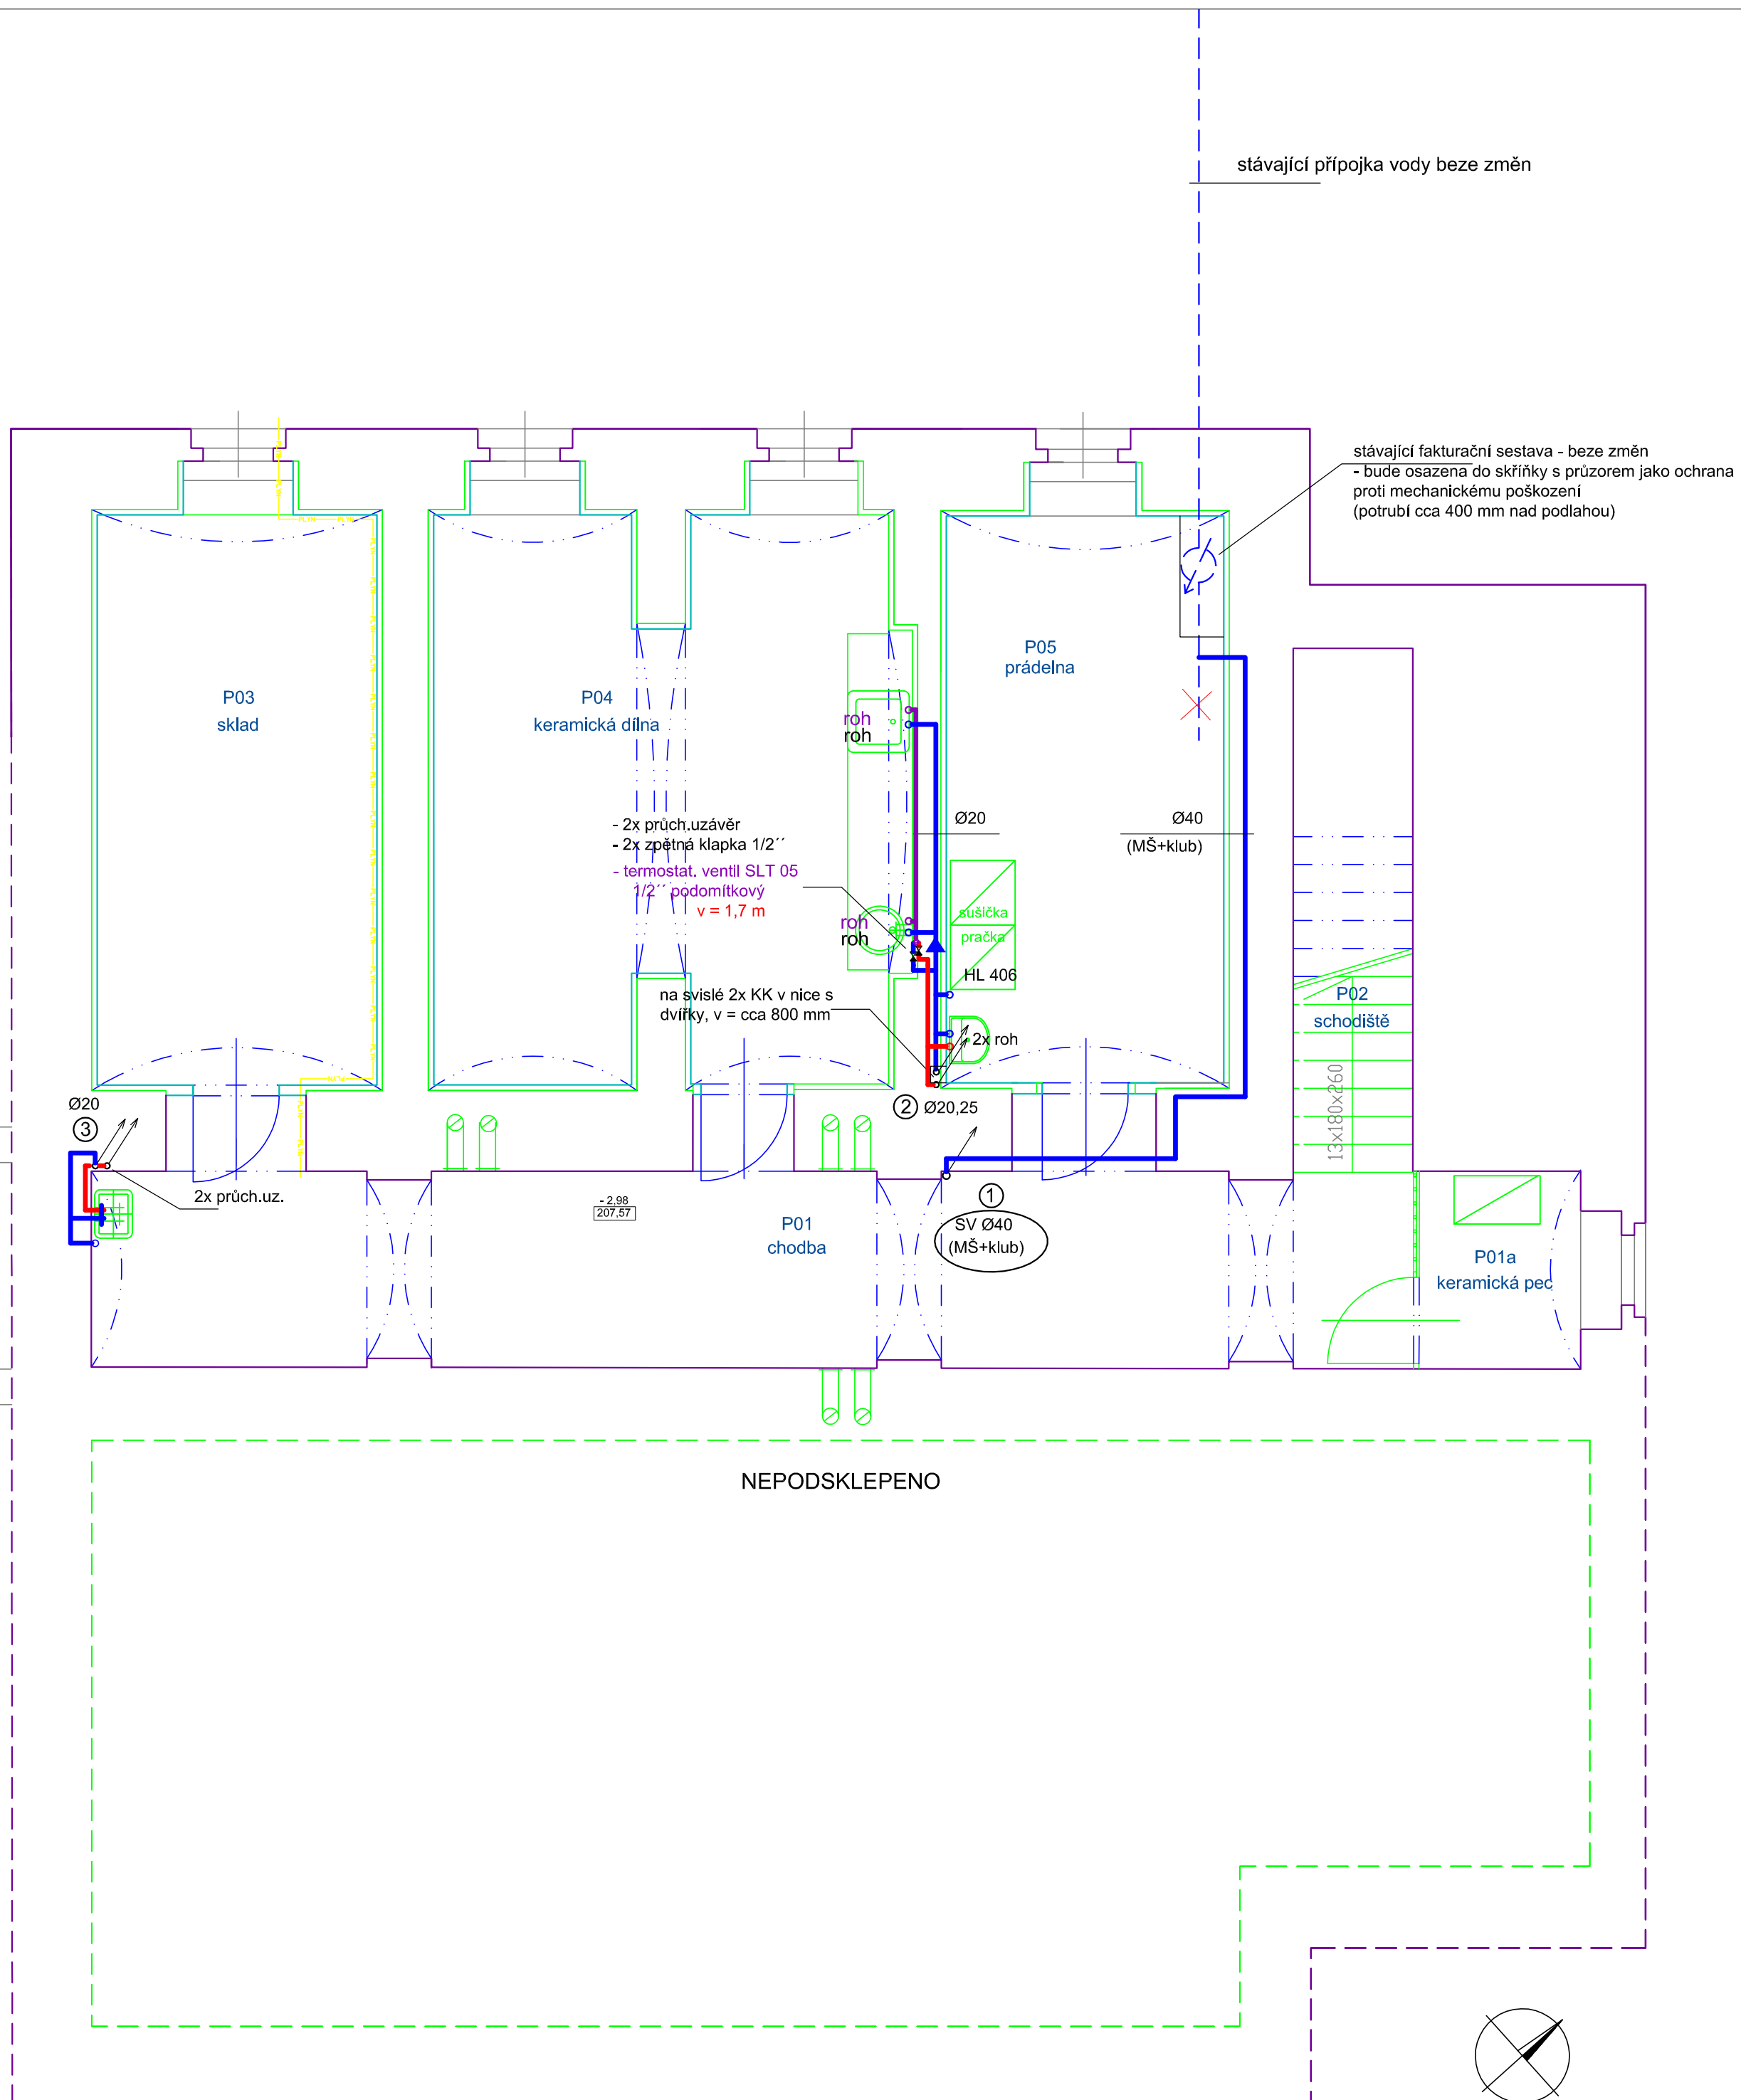 stávající přípojka vody beze změn
stávající fakturační sestava - beze změn
- bude osazena do skříňky s průzorem jako ochrana
proti mechanickému poškození
(potrubí cca 400 mm nad podlahou)
P03
sklad
P04
keramická dílna
P05
prádelna
roh
roh
- 2x průch.uzávěr
- 2x zpětná klapka 1/2´´
- termostat. ventil SLT 05
1/2´´ podomítkový
v = 1,7 m
Ø20
Ø40
(MŠ+klub)
roh
roh
sušička
pračka
HL 406
na svislé 2x KK v nice s
dvířky, v = cca 800 mm
2x roh
P02
schodiště
13x180x260
Ø20
3
2
Ø20,25
2x průch.uz.
- 2,98
207,57
P01
chodba
1
SV Ø40
(MŠ+klub)
P01a
keramická pec
NEPODSKLEPENO